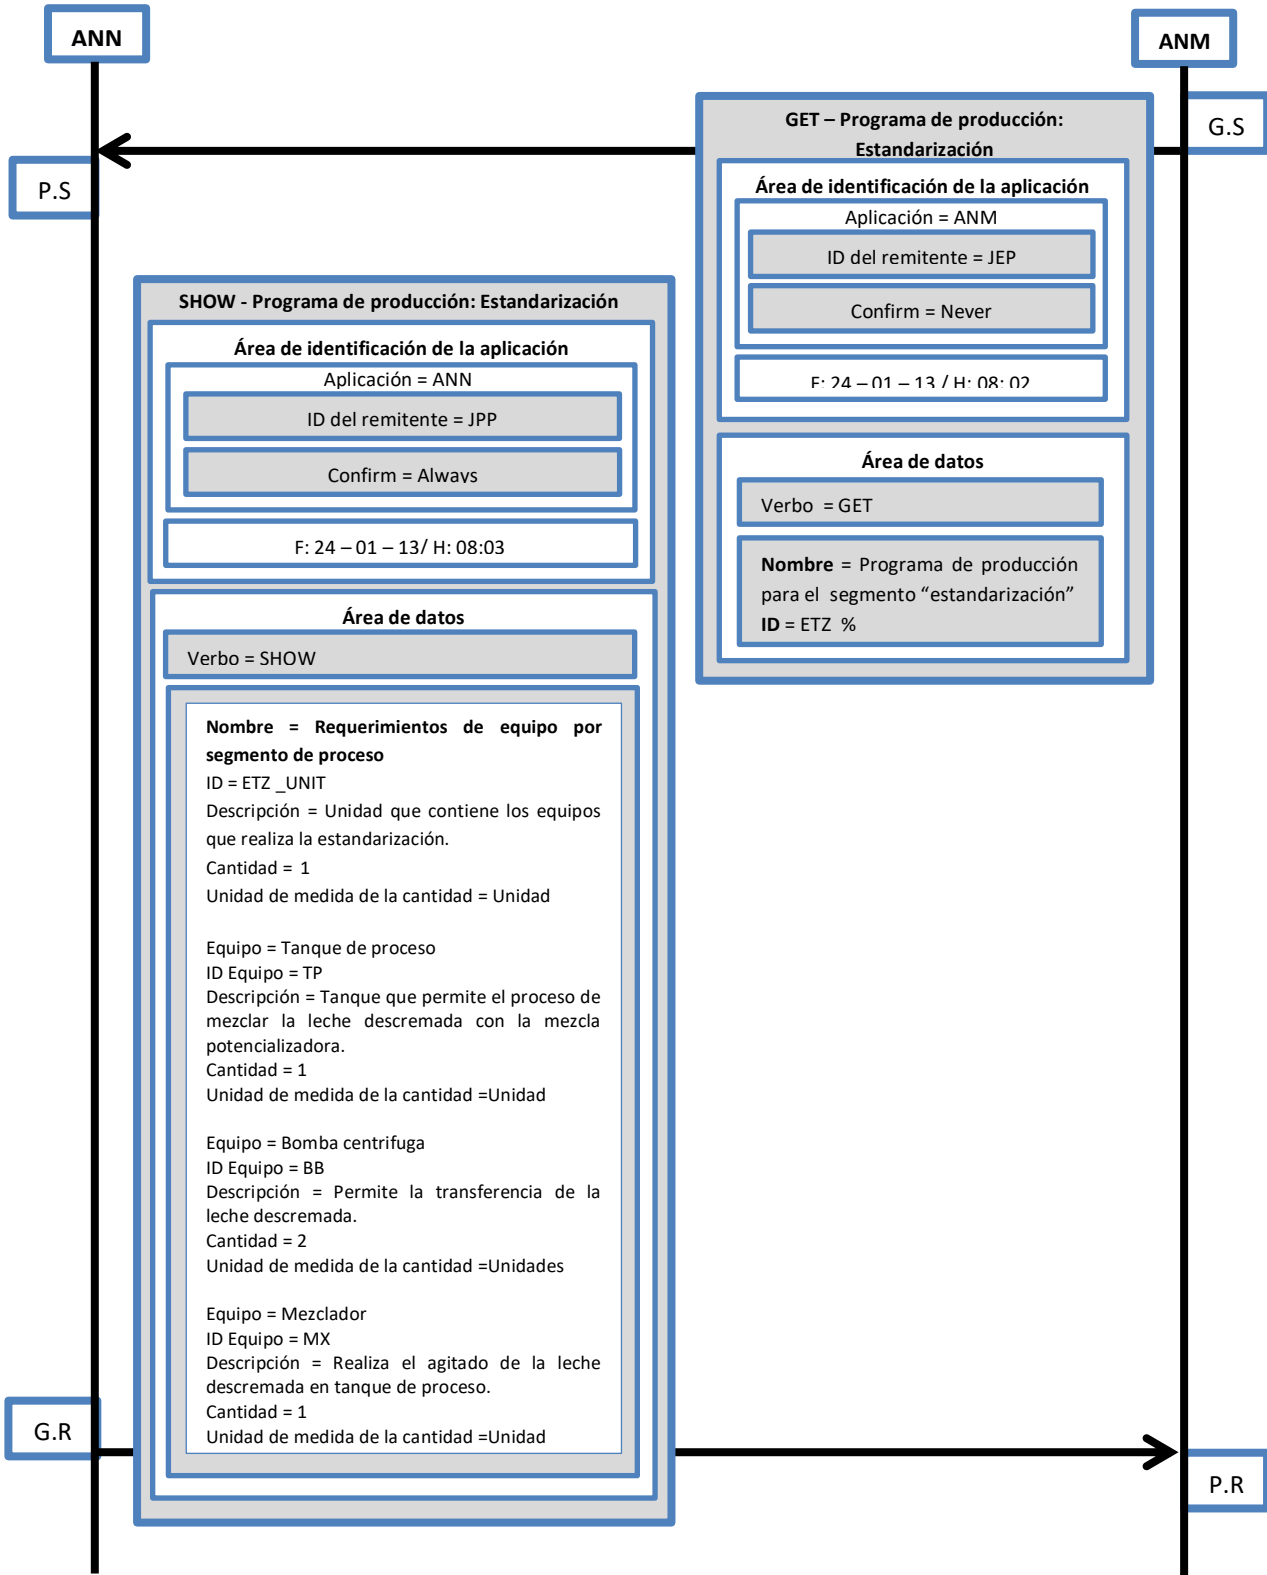 ANN
ANM
G.S
P.S
GET – Programa de producción:
Estandarización
Área de identificación de la aplicación
Aplicación = ANM
ID del remitente = JEP
Confirm = Never
F: 24 – 01 – 13 / H: 08: 02
Área de datos
Verbo = GET
Nombre = Programa de producción
para el segmento “estandarización”
ID = ETZ %
SHOW - Programa de producción: Estandarización
Área de identificación de la aplicación
Aplicación = ANN
ID del remitente = JPP
Confirm = Always
F: 24 – 01 – 13/ H: 08:03
Área de datos
Verbo = SHOW
Nombre = Requerimientos de equipo por
segmento de proceso
ID = ETZ _UNIT
Descripción = Unidad que contiene los equipos
que realiza la estandarización.
Cantidad = 1
Unidad de medida de la cantidad = Unidad
Equipo = Tanque de proceso
ID Equipo = TP
Descripción = Tanque que permite el proceso de
mezclar la leche descremada con la mezcla
potencializadora.
Cantidad = 1
Unidad de medida de la cantidad =Unidad
Equipo = Bomba centrifuga
ID Equipo = BB
Descripción = Permite la transferencia de la
leche descremada.
Cantidad = 2
Unidad de medida de la cantidad =Unidades
Equipo = Mezclador
ID Equipo = MX
Descripción = Realiza el agitado de la leche
descremada en tanque de proceso.
Cantidad = 1
Unidad de medida de la cantidad =Unidad
G.R
P.R